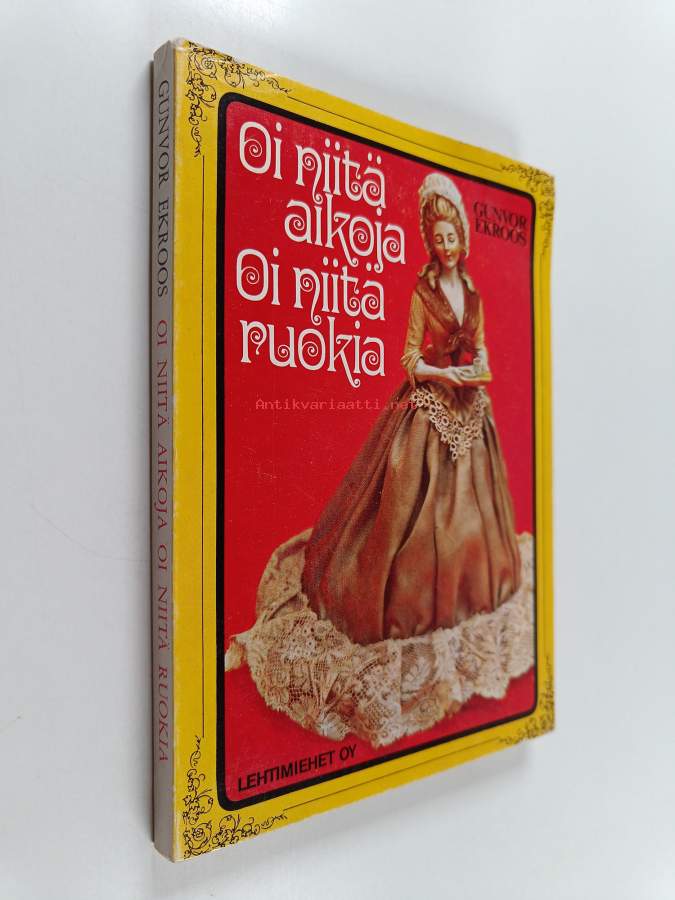 GUNVOR EKROOS OI NIITÄ AIKOJA OI NIITÄ RUOKIA
Oi niitä
aikoja
Oi niitä
ruokia
GUNVOR
EKROOS
Antikvariaatti.net
LEHTIMIEHET OY